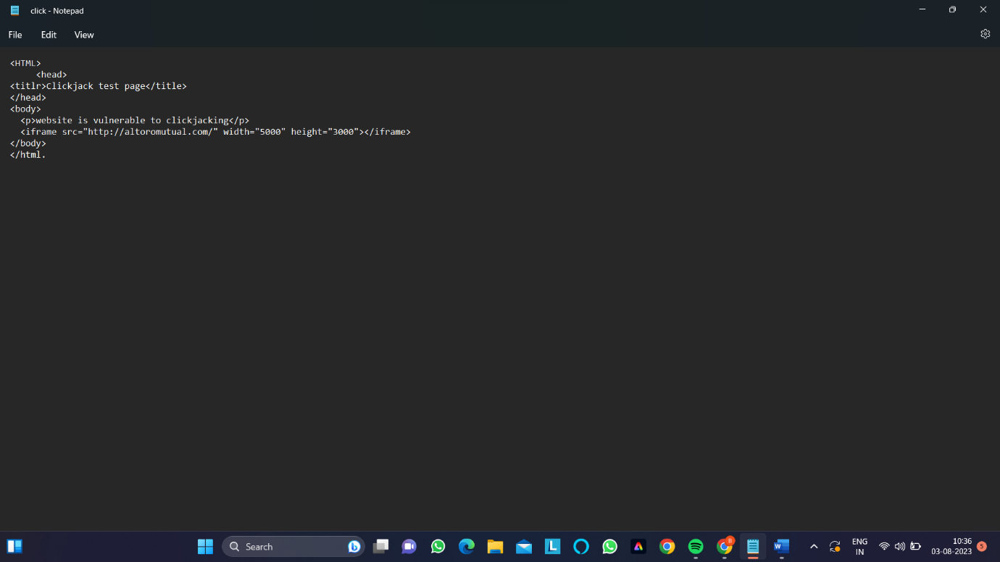 click - Notepad
File Edit View
<HTML>
<head>
<titlr>Clickjack test page</title>
</head>
<body>
<p>website is vulnerable to clickjacking</p>
<iframe src="http://altoromutual.com/" width="5000" height="3000"></iframe>
</body>
</html.
Search
L
B
W
ENG
IN
10:36
03-08-2023
5